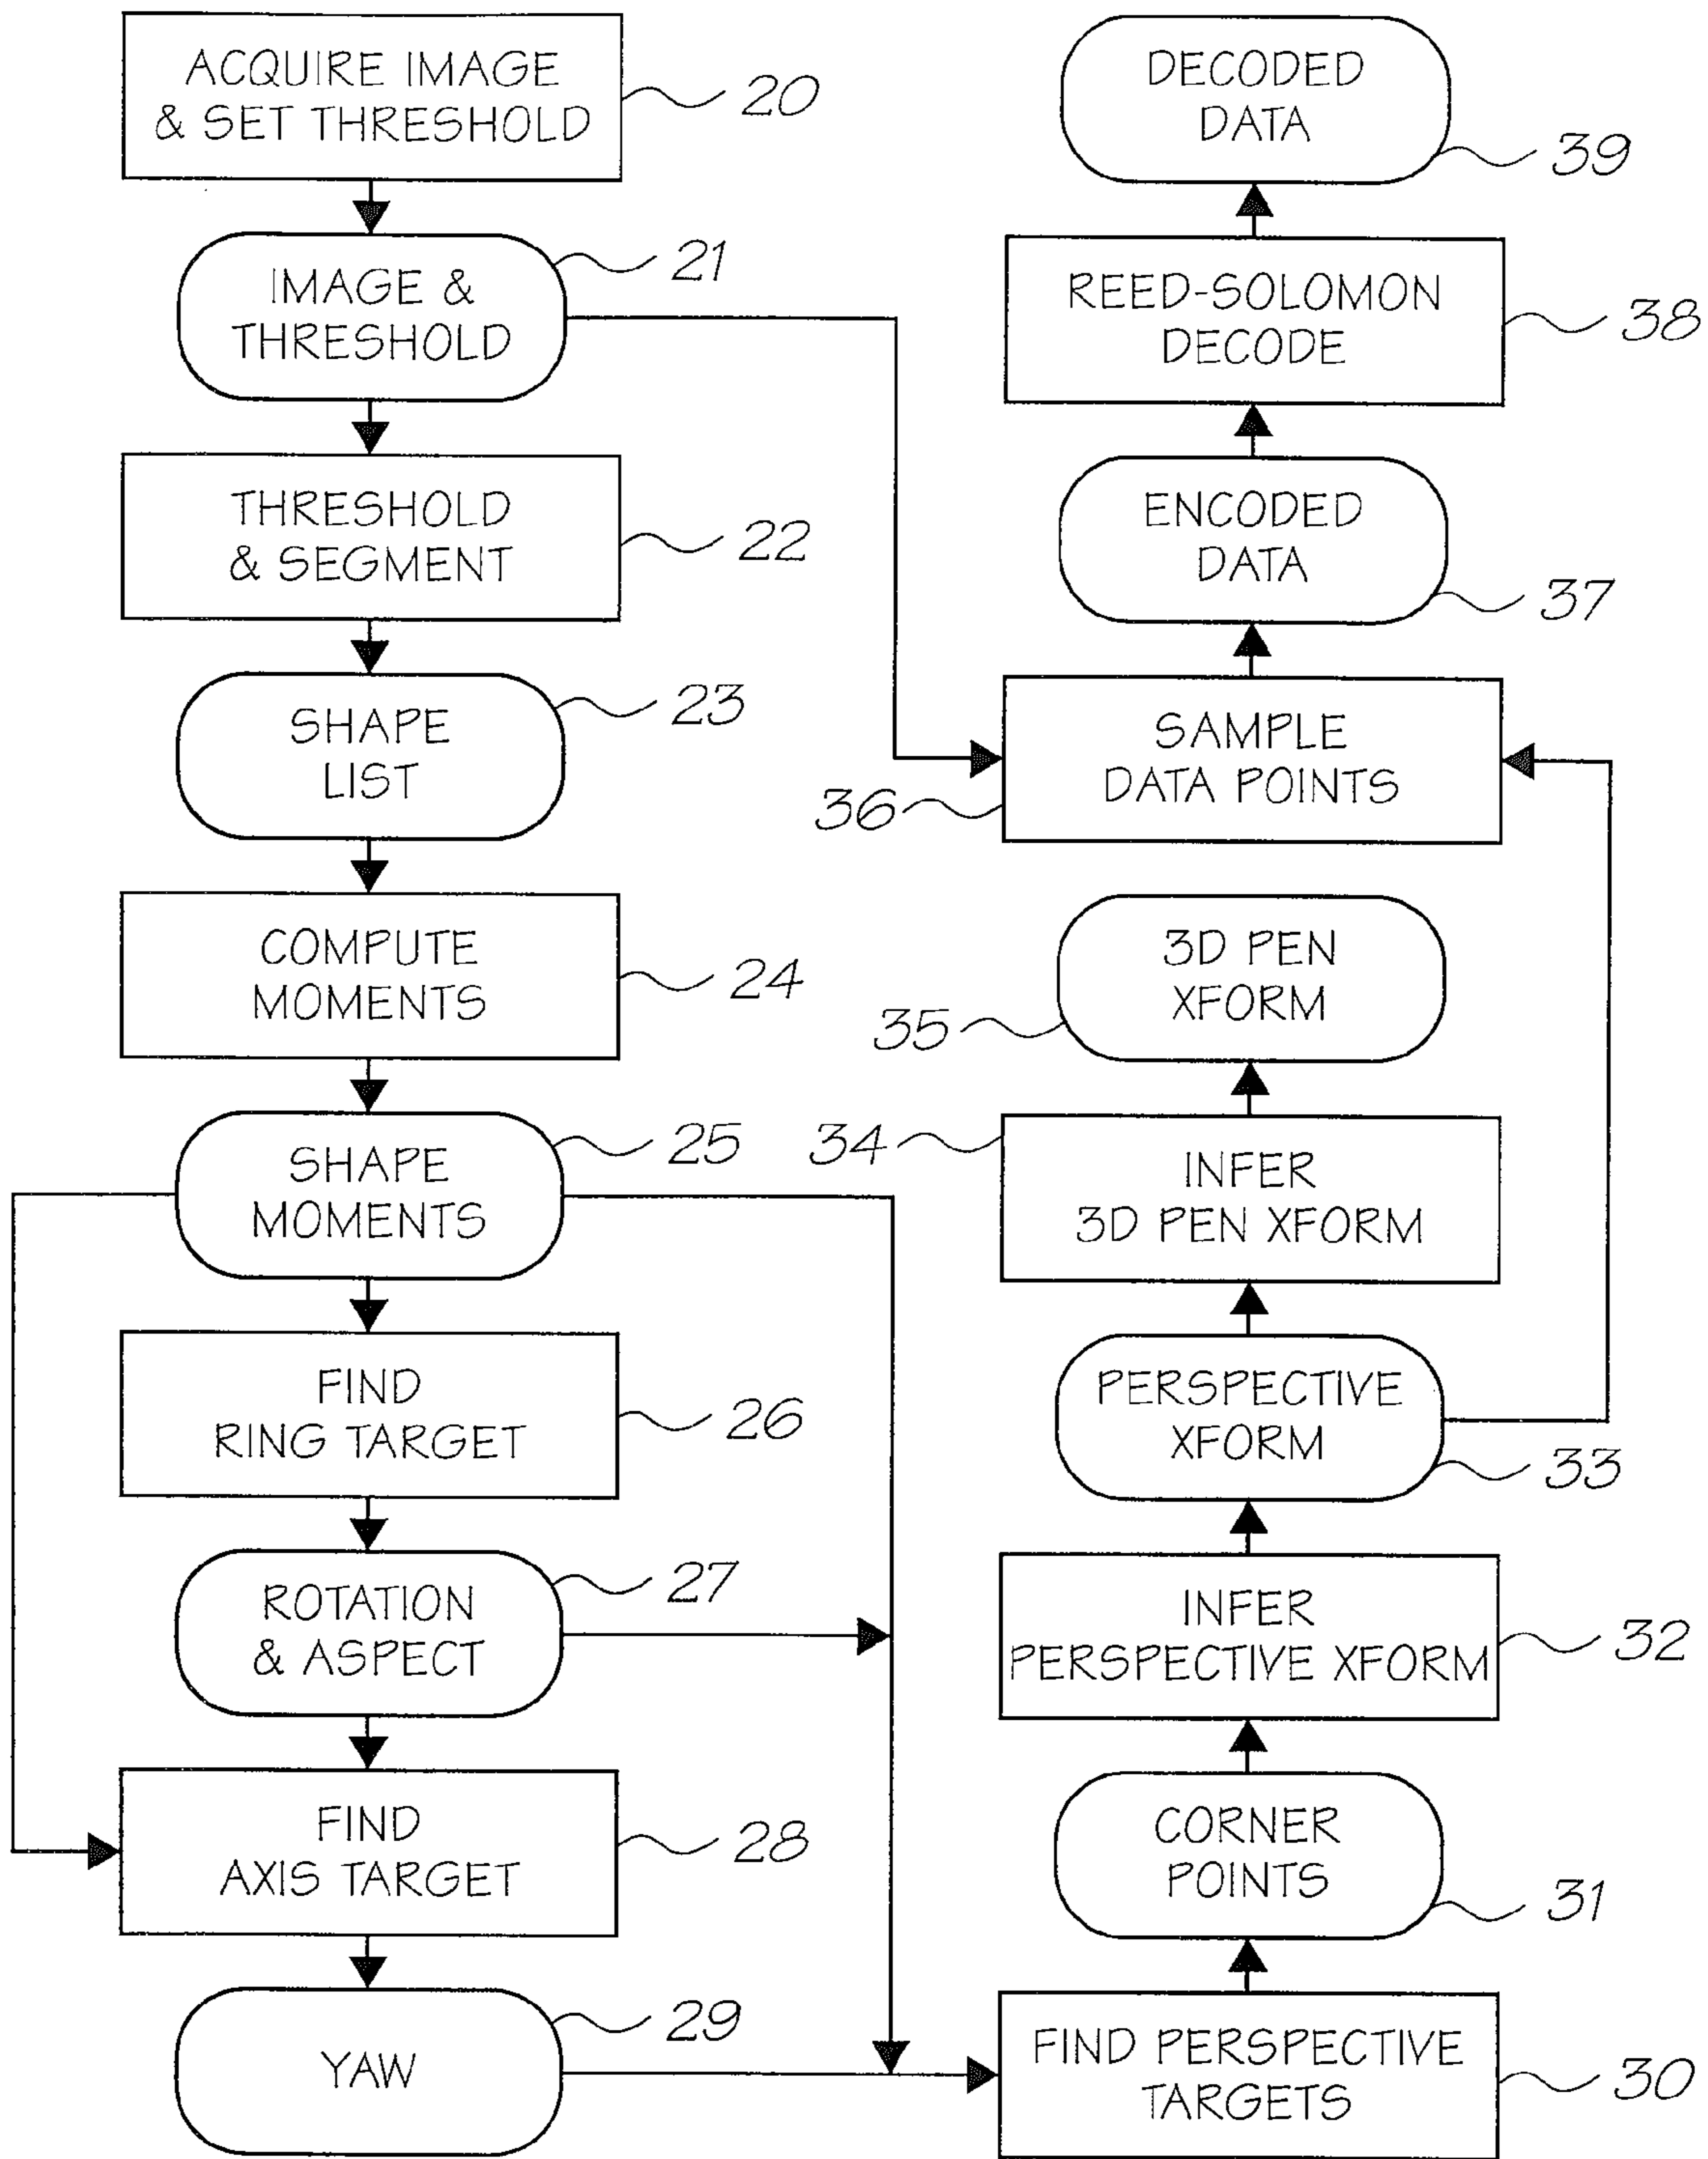 ACQUIRE IMAGE
& SET THRESHOLD
20
IMAGE &
THRESHOLD
21
THRESHOLD
& SEGMENT
22
SHAPE
LIST
23
COMPUTE
MOMENTS
24
SHAPE
MOMENTS
25
FIND
RING TARGET
26
ROTATION
& ASPECT
27
FIND
AXIS TARGET
28
YAW
29
DECODED
DATA
39
REED-SOLOMON
DECODE
38
ENCODED
DATA
37
SAMPLE
DATA POINTS
36
3D PEN
XFORM
35
INFER
3D PEN XFORM
34
PERSPECTIVE
XFORM
33
INFER
PERSPECTIVE XFORM
32
CORNER
POINTS
31
FIND PERSPECTIVE
TARGETS
30